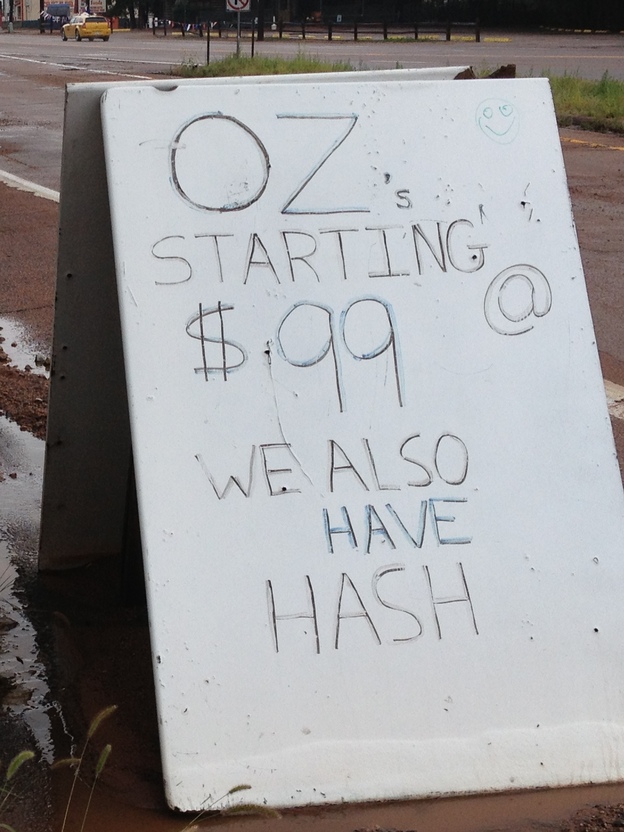 OZ's
STARTING @
$99
WE ALSO
HAVE
HASH